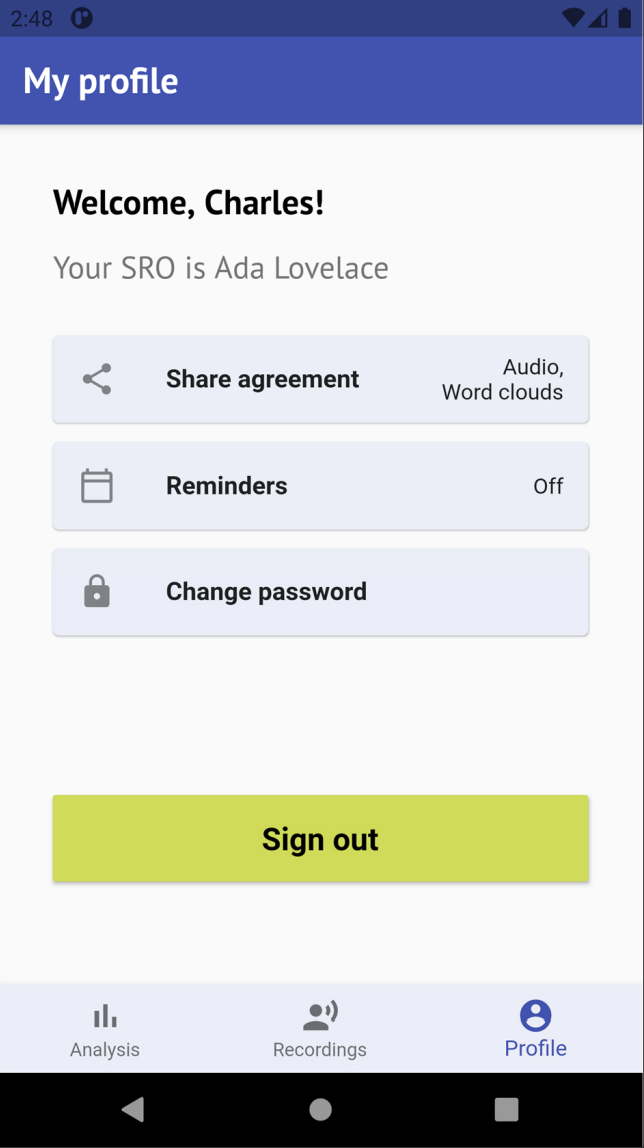 2:48
My profile
Welcome, Charles!
Your SRO is Ada Lovelace
Share agreement
Audio,
Word clouds
Reminders
Off
Change password
Sign out
Analysis
Recordings
Profile